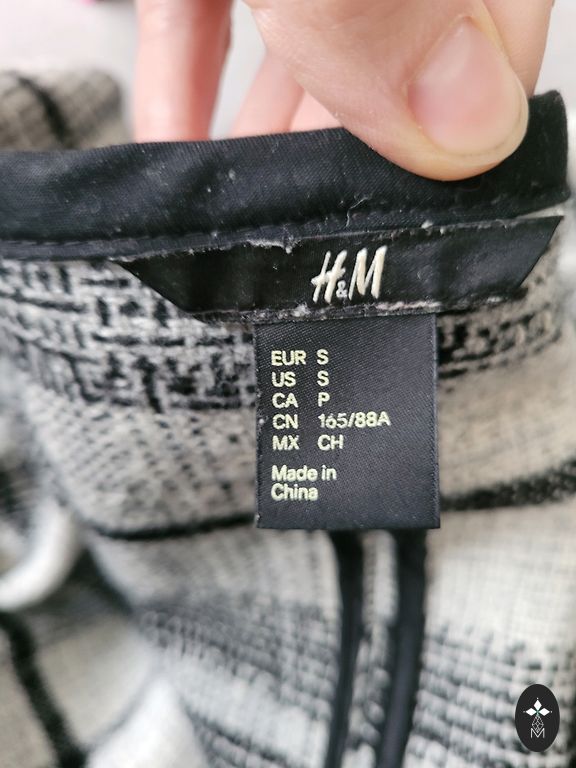 H&M
EUR S
US S
CA P
CN 165/88A
MX CH
Made in
China
M